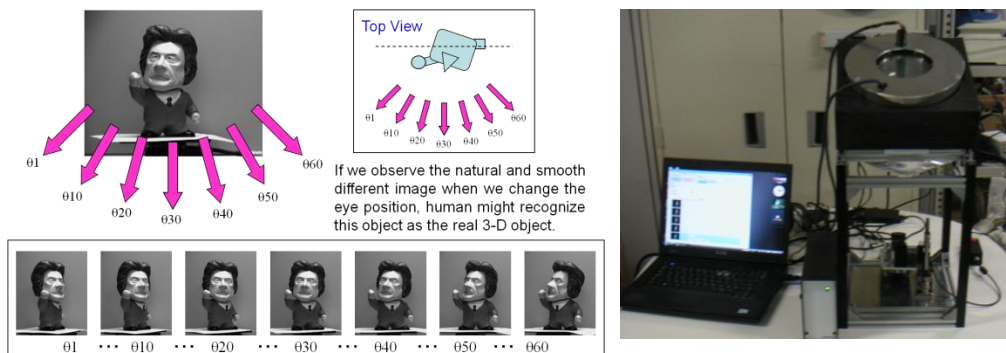 θ1
θ10
θ20
θ30
θ40
θ50
θ60
Top View
θ1
θ10
θ20
θ30
θ40
θ50
θ60
If we observe the natural and smooth
different image when we change the
eye position, human might recognize
this object as the real 3-D object.
θ1 ··· θ10 ··· θ20 ··· θ30 ··· θ40 ··· θ50 ··· θ60